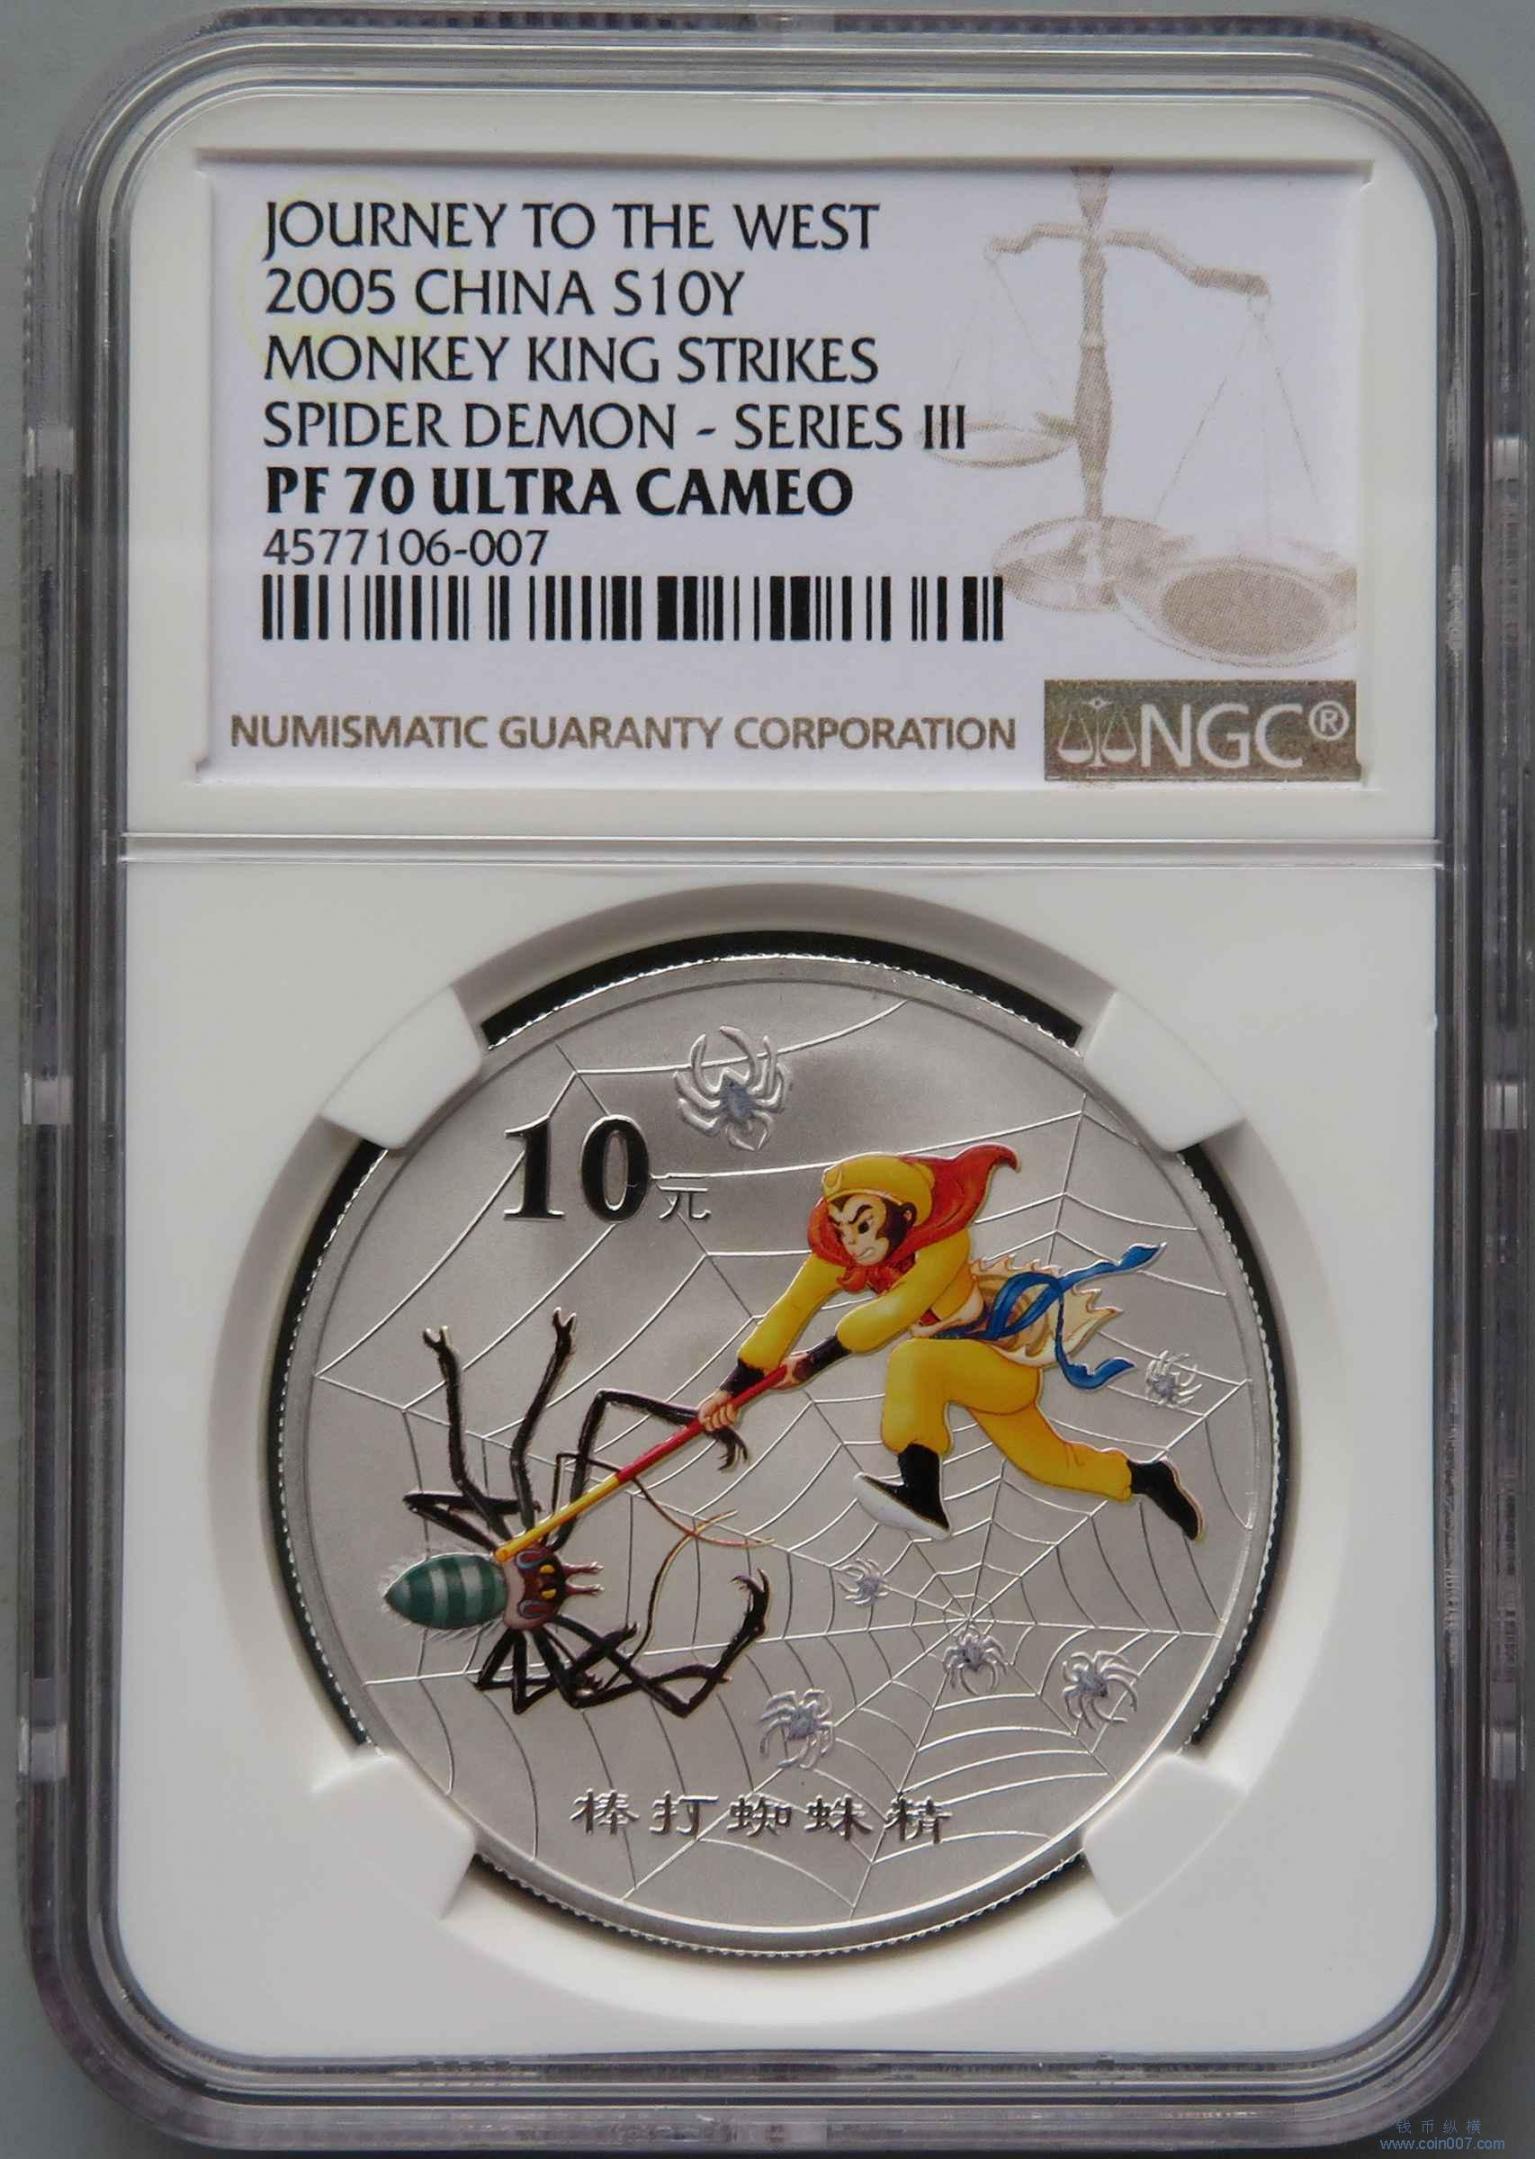 JOURNEY TO THE WEST
2005 CHINA S10Y
MONKEY KING STRIKES
SPIDER DEMON - SERIES III
PF 70 ULTRA CAMEO
4577106-007
NUMISMATIC GUARANTY CORPORATION
NGC®
10元
棒打蜘蛛精
钱币纵横
www.coin007.com